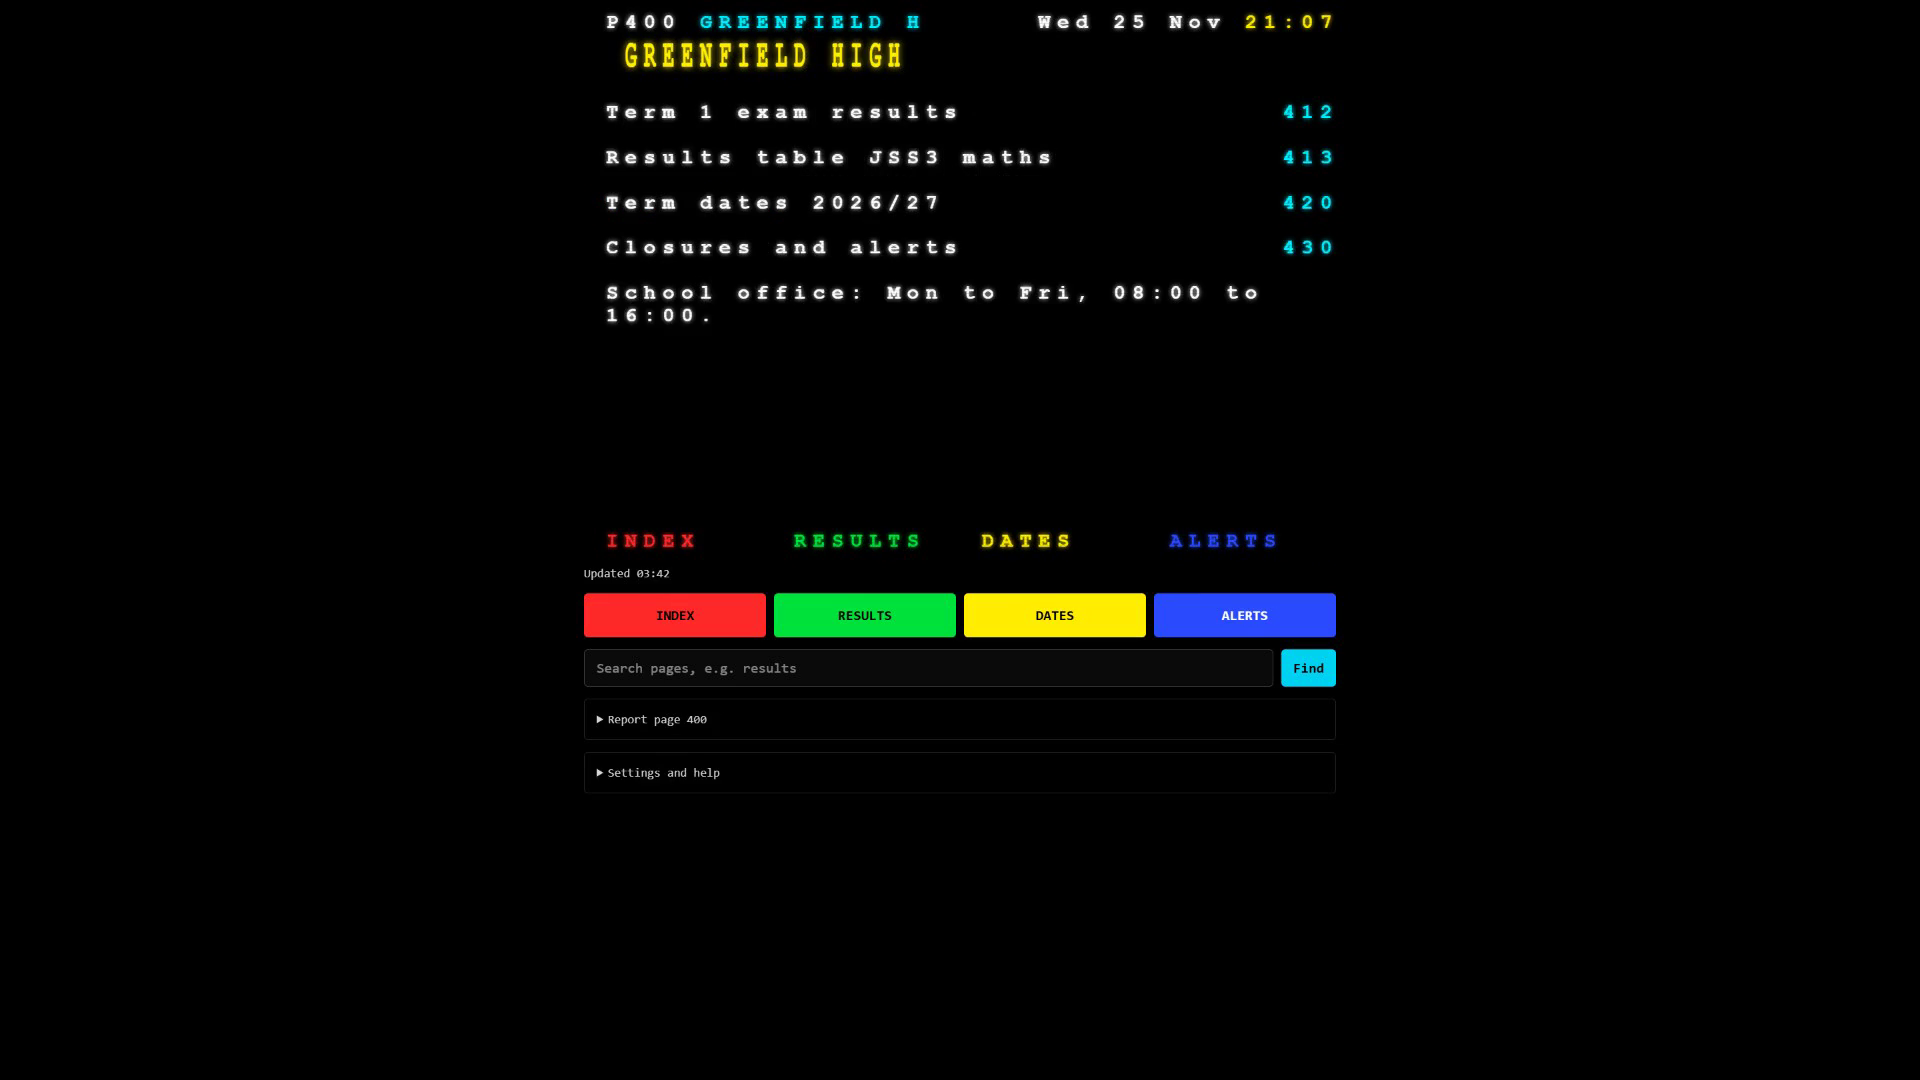 P400 GREENFIELD H Wed 25 Nov 21:07
GREENFIELD HIGH
Term 1 exam results 412
Results table JSS3 maths 413
Term dates 2026/27 420
Closures and alerts 430
School office: Mon to Fri, 08:00 to
16:00.
INDEX RESULTS DATES ALERTS
Updated 03:42
INDEX RESULTS DATES ALERTS
Search pages, e.g. results Find
Report page 400
Settings and help